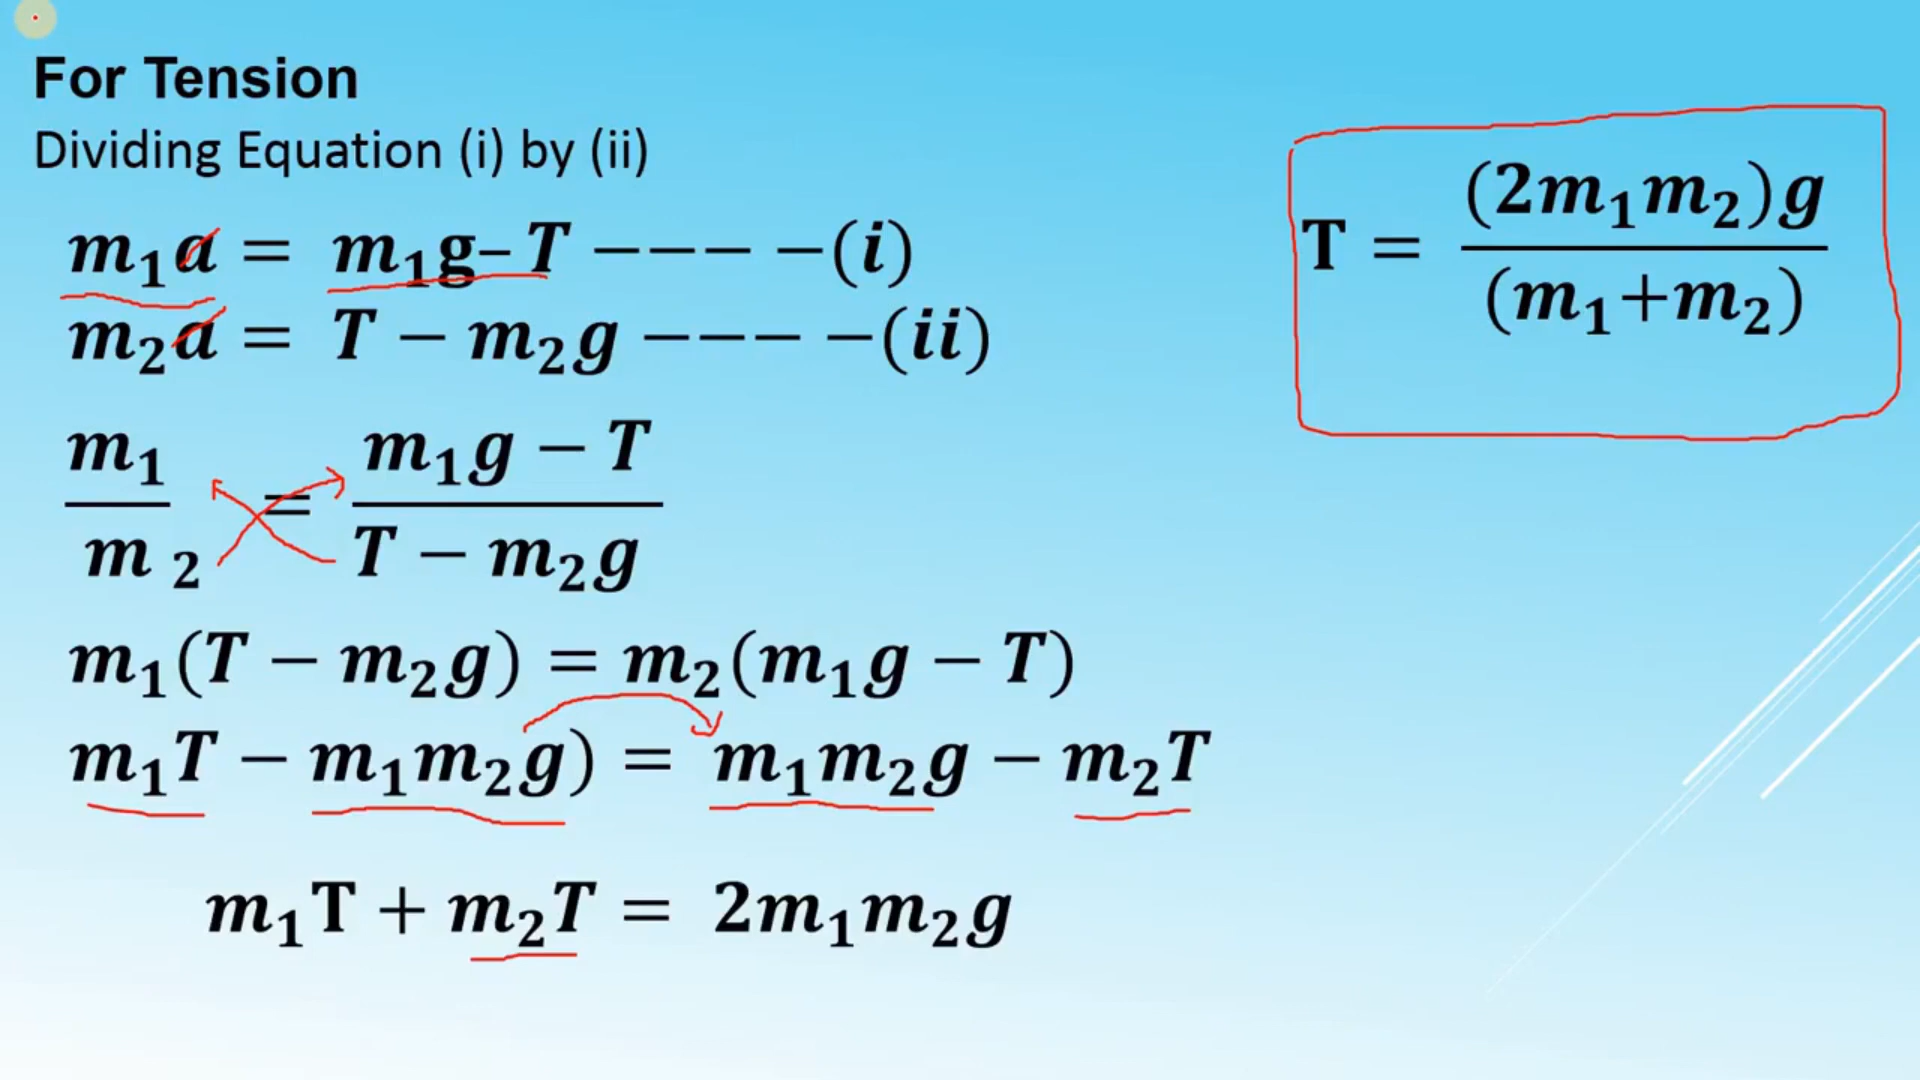 For Tension
Dividing Equation (i) by (ii)
m₁a = m₁g– T −−−− −(i)
m₂a = T − m₂g −−−− −(ii)
m₁/m ₂ = (m₁g − T)/(T − m₂g)
m₁(T − m₂g) = m₂(m₁g − T)
m₁T − m₁m₂g) = m₁m₂g − m₂T
m₁T + m₂T = 2m₁m₂g
T = (2m₁m₂)g/(m₁+m₂)